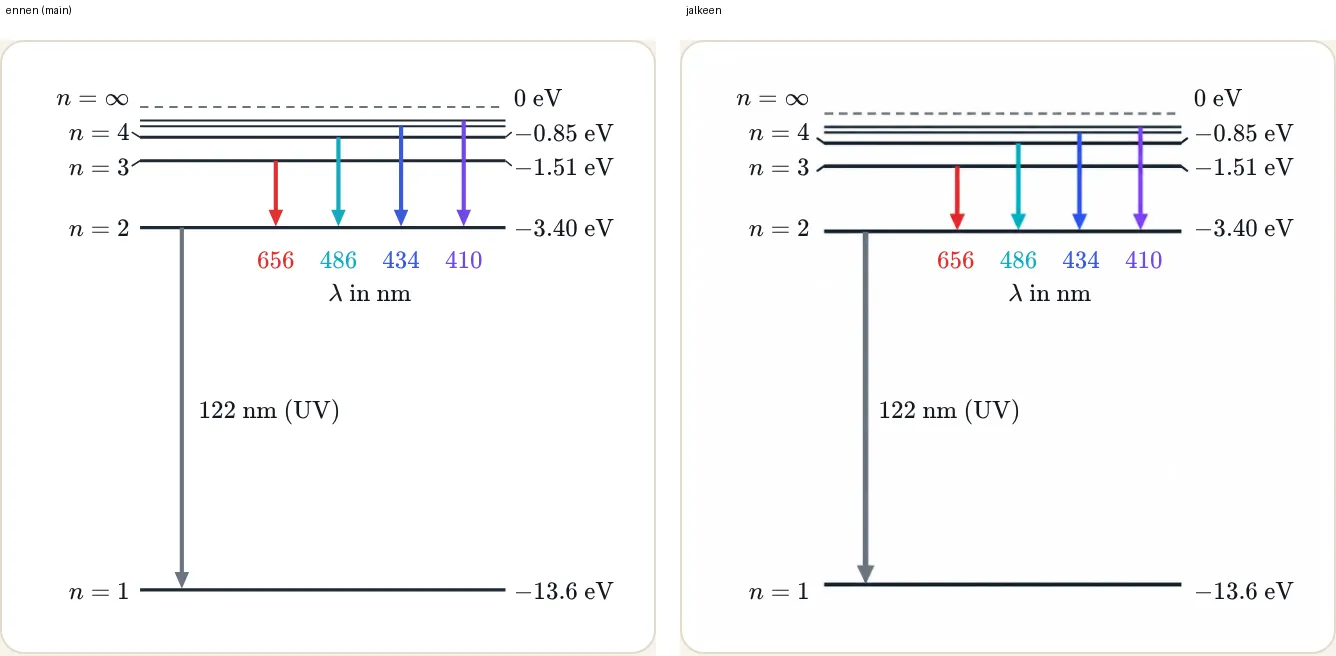 ennen (main)
n = ∞ 0 eV
n = 4 −0.85 eV
n = 3 −1.51 eV
n = 2 −3.40 eV
656 486 434 410
λ in nm
122 nm (UV)
n = 1 −13.6 eV
jalkeen
n = ∞ 0 eV
n = 4 −0.85 eV
n = 3 −1.51 eV
n = 2 −3.40 eV
656 486 434 410
λ in nm
122 nm (UV)
n = 1 −13.6 eV